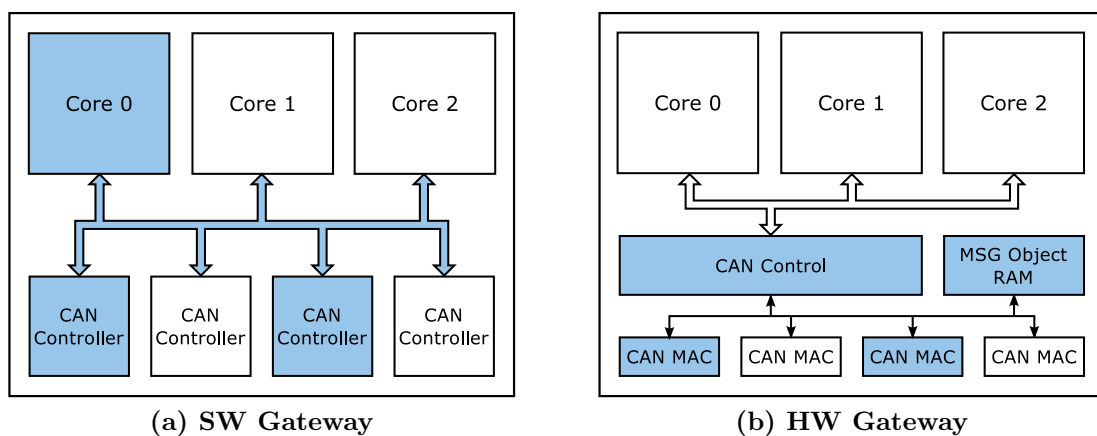 Core 0
Core 1
Core 2
CAN
Controller
CAN
Controller
CAN
Controller
CAN
Controller
(a) SW Gateway
Core 0
Core 1
Core 2
CAN Control
MSG Object
RAM
CAN MAC
CAN MAC
CAN MAC
CAN MAC
(b) HW Gateway